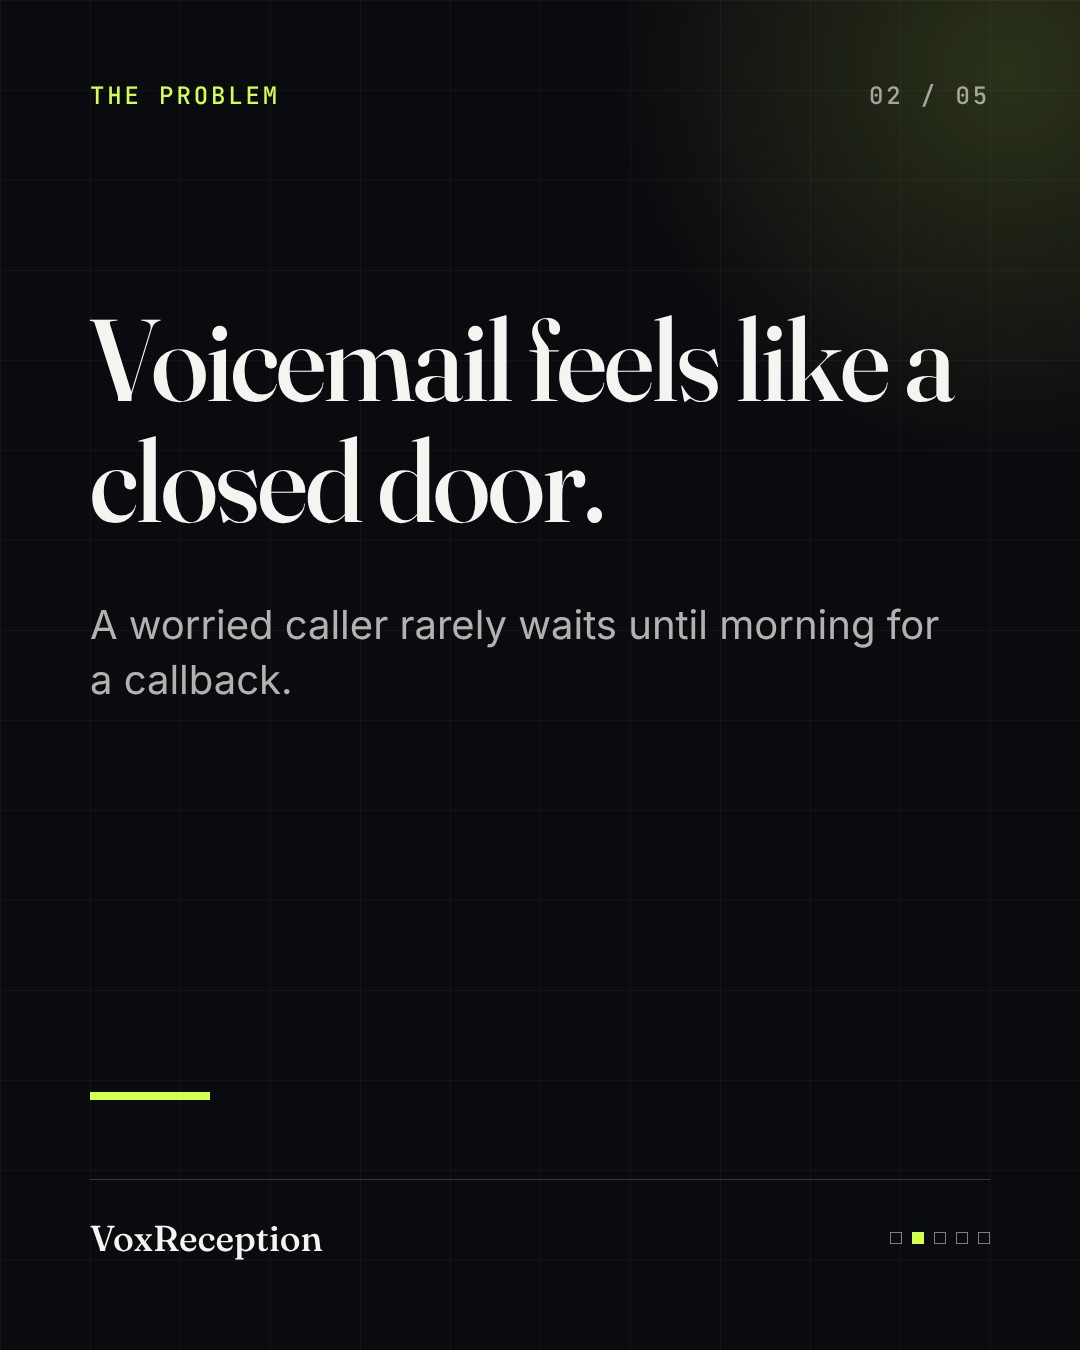 THE PROBLEM
02 / 05
Voicemail feels like a
closed door.
A worried caller rarely waits until morning for
a callback.
VoxReception